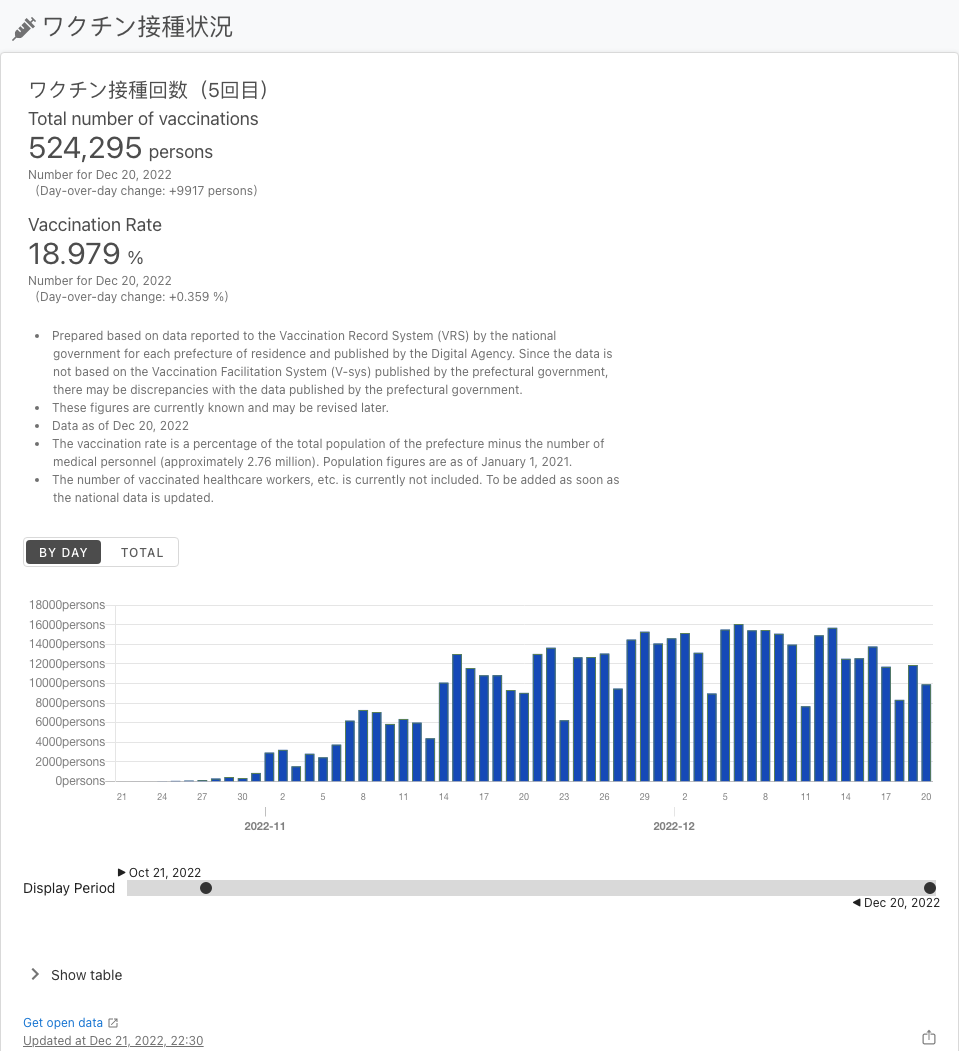 ワクチン接種状況
ワクチン接種回数（5回目）
Total number of vaccinations
524,295 persons
Number for Dec 20, 2022
（Day-over-day change: +9917 persons）
Vaccination Rate
18.979 %
Number for Dec 20, 2022
（Day-over-day change: +0.359 %）
• Prepared based on data reported to the Vaccination Record System (VRS) by the national
government for each prefecture of residence and published by the Digital Agency. Since the data is
not based on the Vaccination Facilitation System (V-sys) published by the prefectural government,
there may be discrepancies with the data published by the prefectural government.
• These figures are currently known and may be revised later.
• Data as of Dec 20, 2022
• The vaccination rate is a percentage of the total population of the prefecture minus the number of
medical personnel (approximately 2.76 million). Population figures are as of January 1, 2021.
• The number of vaccinated healthcare workers, etc. is currently not included. To be added as soon as
the national data is updated.
BY DAY TOTAL
18000persons
16000persons
14000persons
12000persons
10000persons
8000persons
6000persons
4000persons
2000persons
0persons
21 24 27 30 2 5 8 11 14 17 20 23 26 29 2 5 8 11 14 17 20
2022-11 2022-12
Oct 21, 2022
Display Period
Dec 20, 2022
Show table
Get open data
Updated at Dec 21, 2022, 22:30